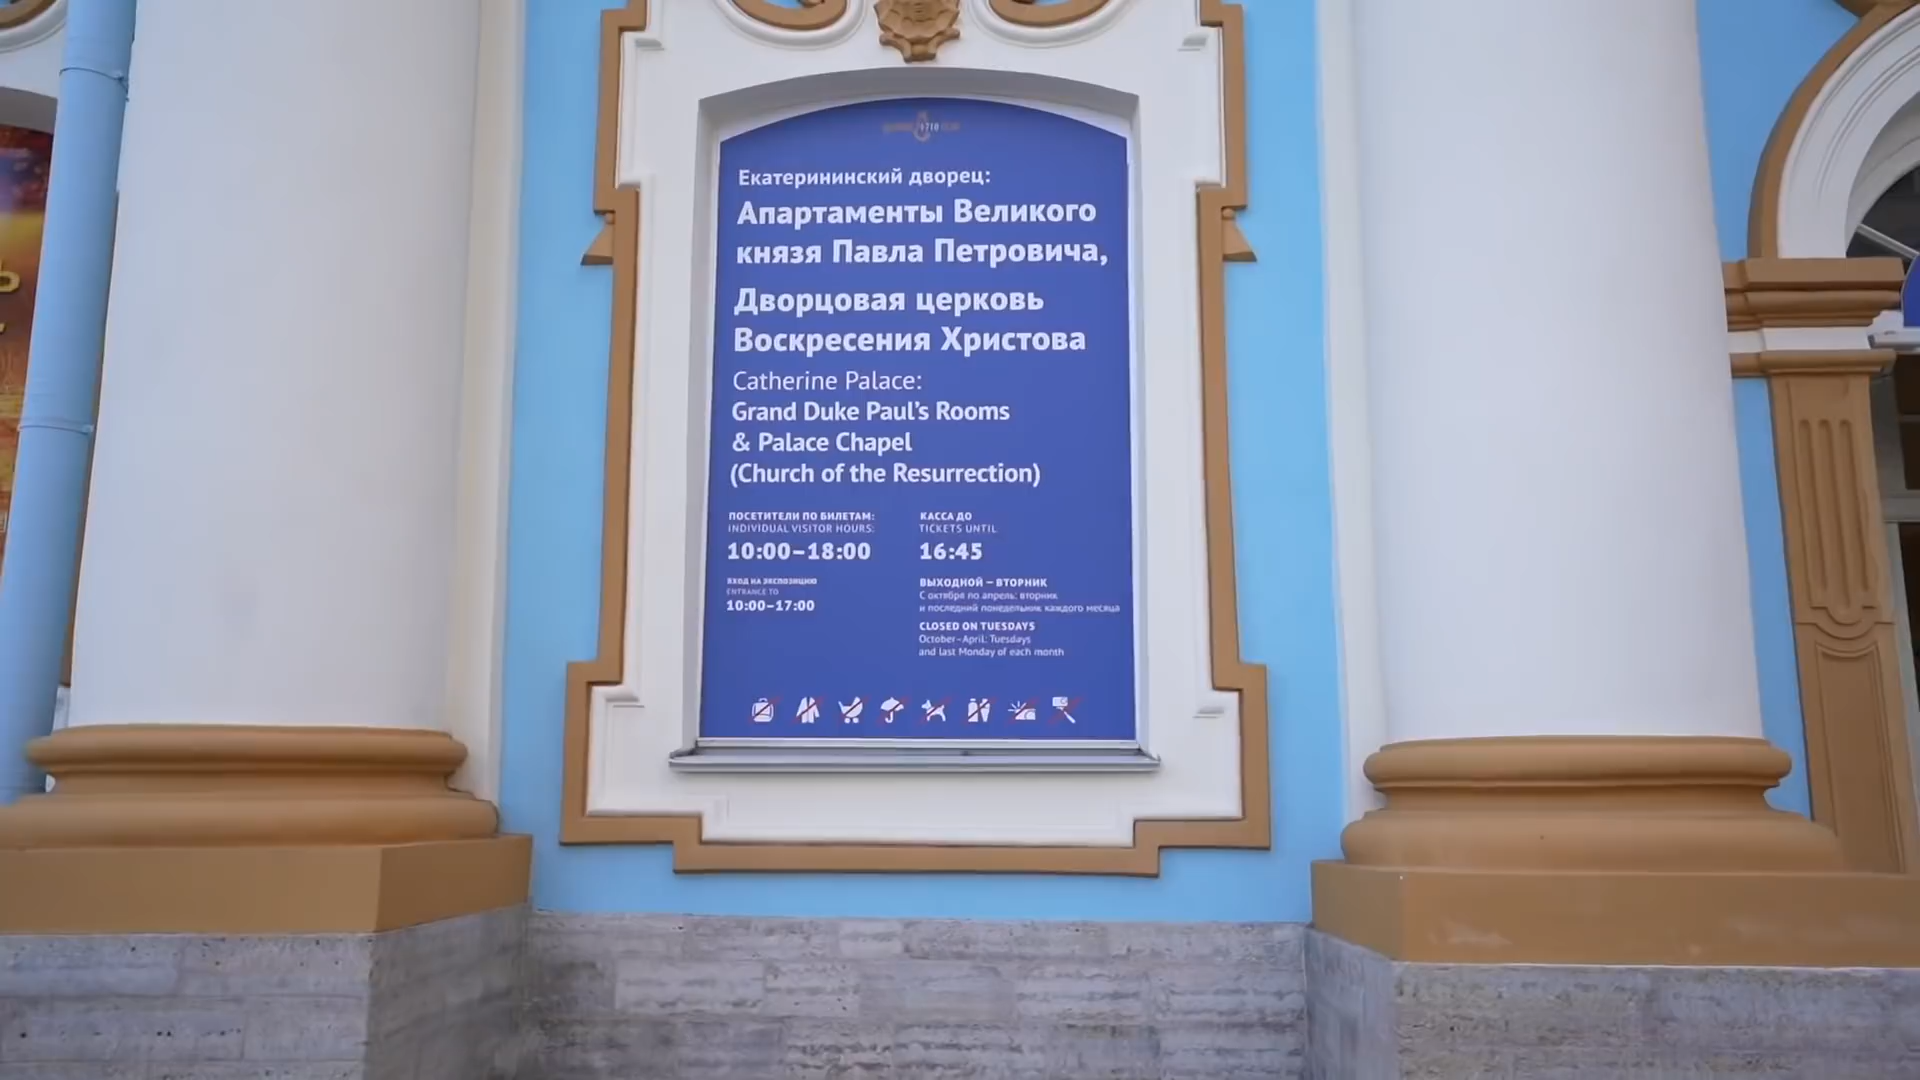 1710
Екатерининский дворец:
Апартаменты Великого
князя Павла Петровича,
Дворцовая церковь
Воскресения Христова
Catherine Palace:
Grand Duke Paul's Rooms
& Palace Chapel
(Church of the Resurrection)
ПОСЕТИТЕЛИ ПО БИЛЕТАМ:
INDIVIDUAL VISITOR HOURS:
10:00–18:00
ВХОД НА ЭКСПОЗИЦИЮ
ENTRANCE TO
10:00–17:00
КАССА ДО
TICKETS UNTIL
16:45
ВЫХОДНОЙ – ВТОРНИК
С октября по апрель: вторник
и последний понедельник каждого месяца
CLOSED ON TUESDAYS
October–April: Tuesdays
and last Monday of each month